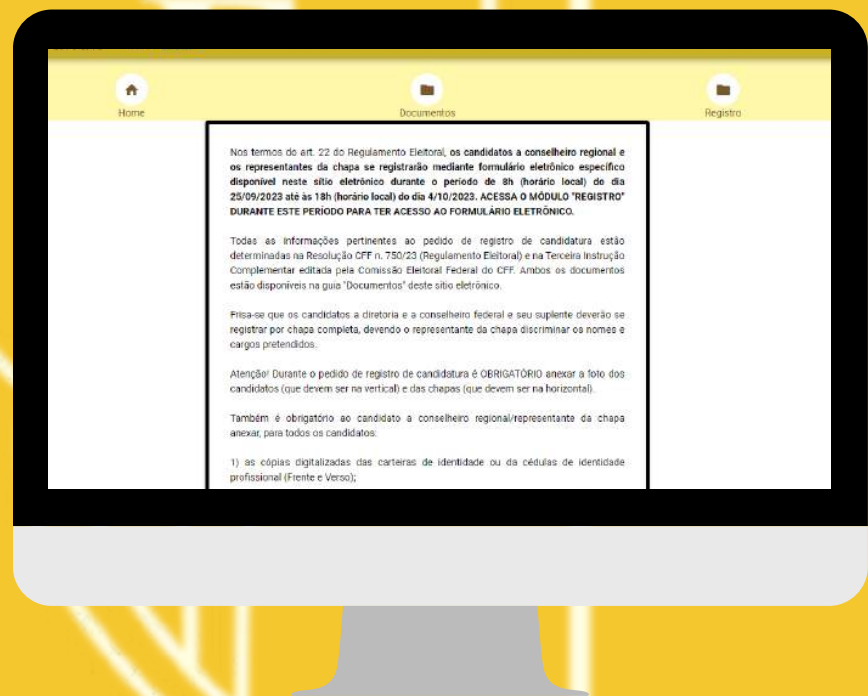 Home
Documentos
Registro
Nos termos do art. 22 do Regulamento Eleitoral, os candidatos a conselheiro regional e
os representantes da chapa se registrarão mediante formulário eletrônico específico
disponível neste sítio eletrônico durante o período de 8h (horário local) do dia
25/09/2023 até às 18h (horário local) do dia 4/10/2023. ACESSA O MÓDULO "REGISTRO"
DURANTE ESTE PERÍODO PARA TER ACESSO AO FORMULÁRIO ELETRÔNICO.
Todas as informações pertinentes ao pedido de registro de candidatura estão
determinadas na Resolução CFF n. 750/23 (Regulamento Eleitoral) e na Terceira Instrução
Complementar editada pela Comissão Eleitoral Federal do CFF. Ambos os documentos
estão disponíveis na guia "Documentos" deste sítio eletrônico.
Frisa-se que os candidatos a diretoria e a conselheiro federal e seu suplente deverão se
registrar por chapa completa, devendo o representante da chapa discriminar os nomes e
cargos pretendidos.
Atenção! Durante o pedido de registro de candidatura é OBRIGATÓRIO anexar a foto dos
candidatos (que devem ser na vertical) e das chapas (que devem ser na horizontal).
Também é obrigatório ao candidato a conselheiro regional/representante da chapa
anexar, para todos os candidatos:
1) as cópias digitalizadas das carteiras de identidade ou da cédulas de identidade
profissional (Frente e Verso);